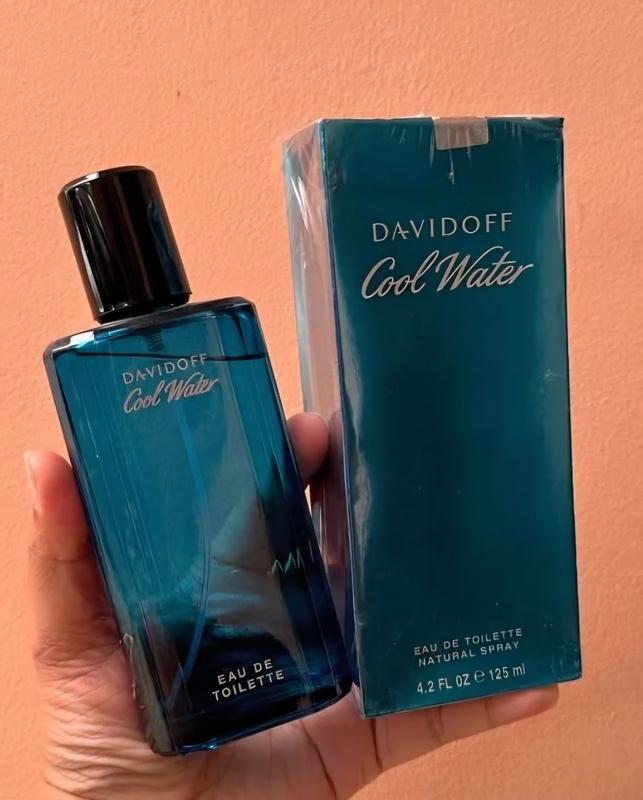 DAVIDOFF
Cool Water
EAU DE
TOILETTE
DAVIDOFF
Cool Water
EAU DE TOILETTE
NATURAL SPRAY
4.2 FL OZ ℮ 125 ml